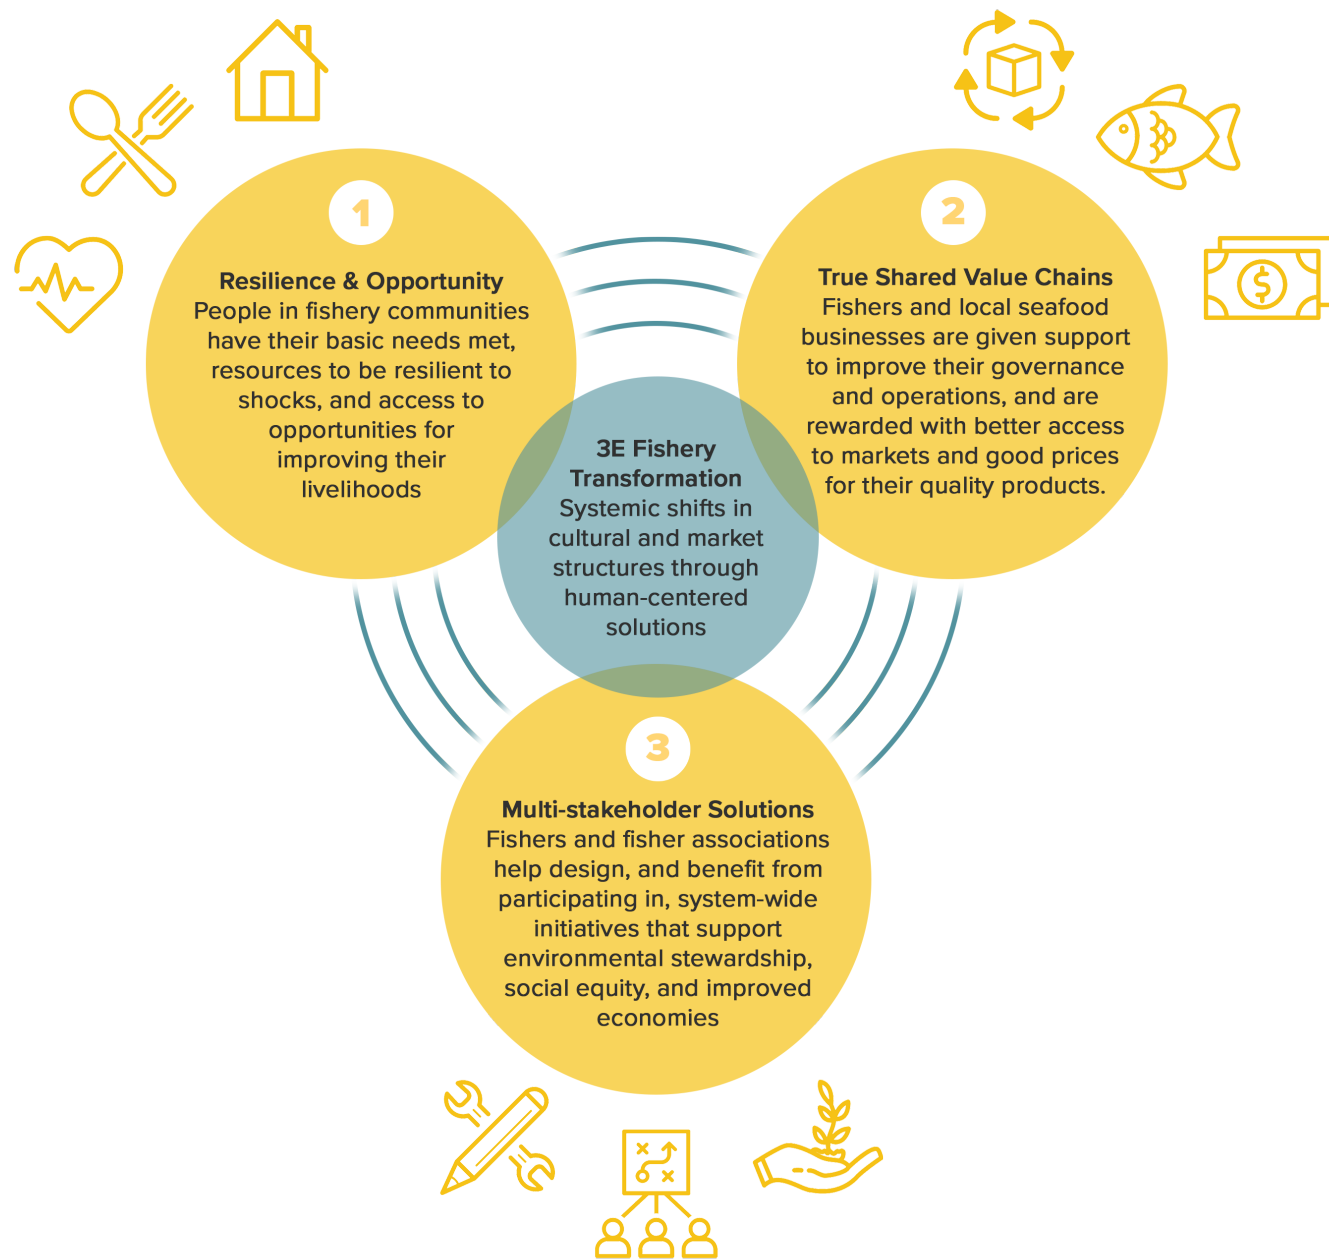 1
Resilience & Opportunity
People in fishery communities
have their basic needs met,
resources to be resilient to
shocks, and access to
opportunities for
improving their
livelihoods
2
True Shared Value Chains
Fishers and local seafood
businesses are given support
to improve their governance
and operations, and are
rewarded with better access
to markets and good prices
for their quality products.
3E Fishery
Transformation
Systemic shifts in
cultural and market
structures through
human-centered
solutions
3
Multi-stakeholder Solutions
Fishers and fisher associations
help design, and benefit from
participating in, system-wide
initiatives that support
environmental stewardship,
social equity, and improved
economies
$